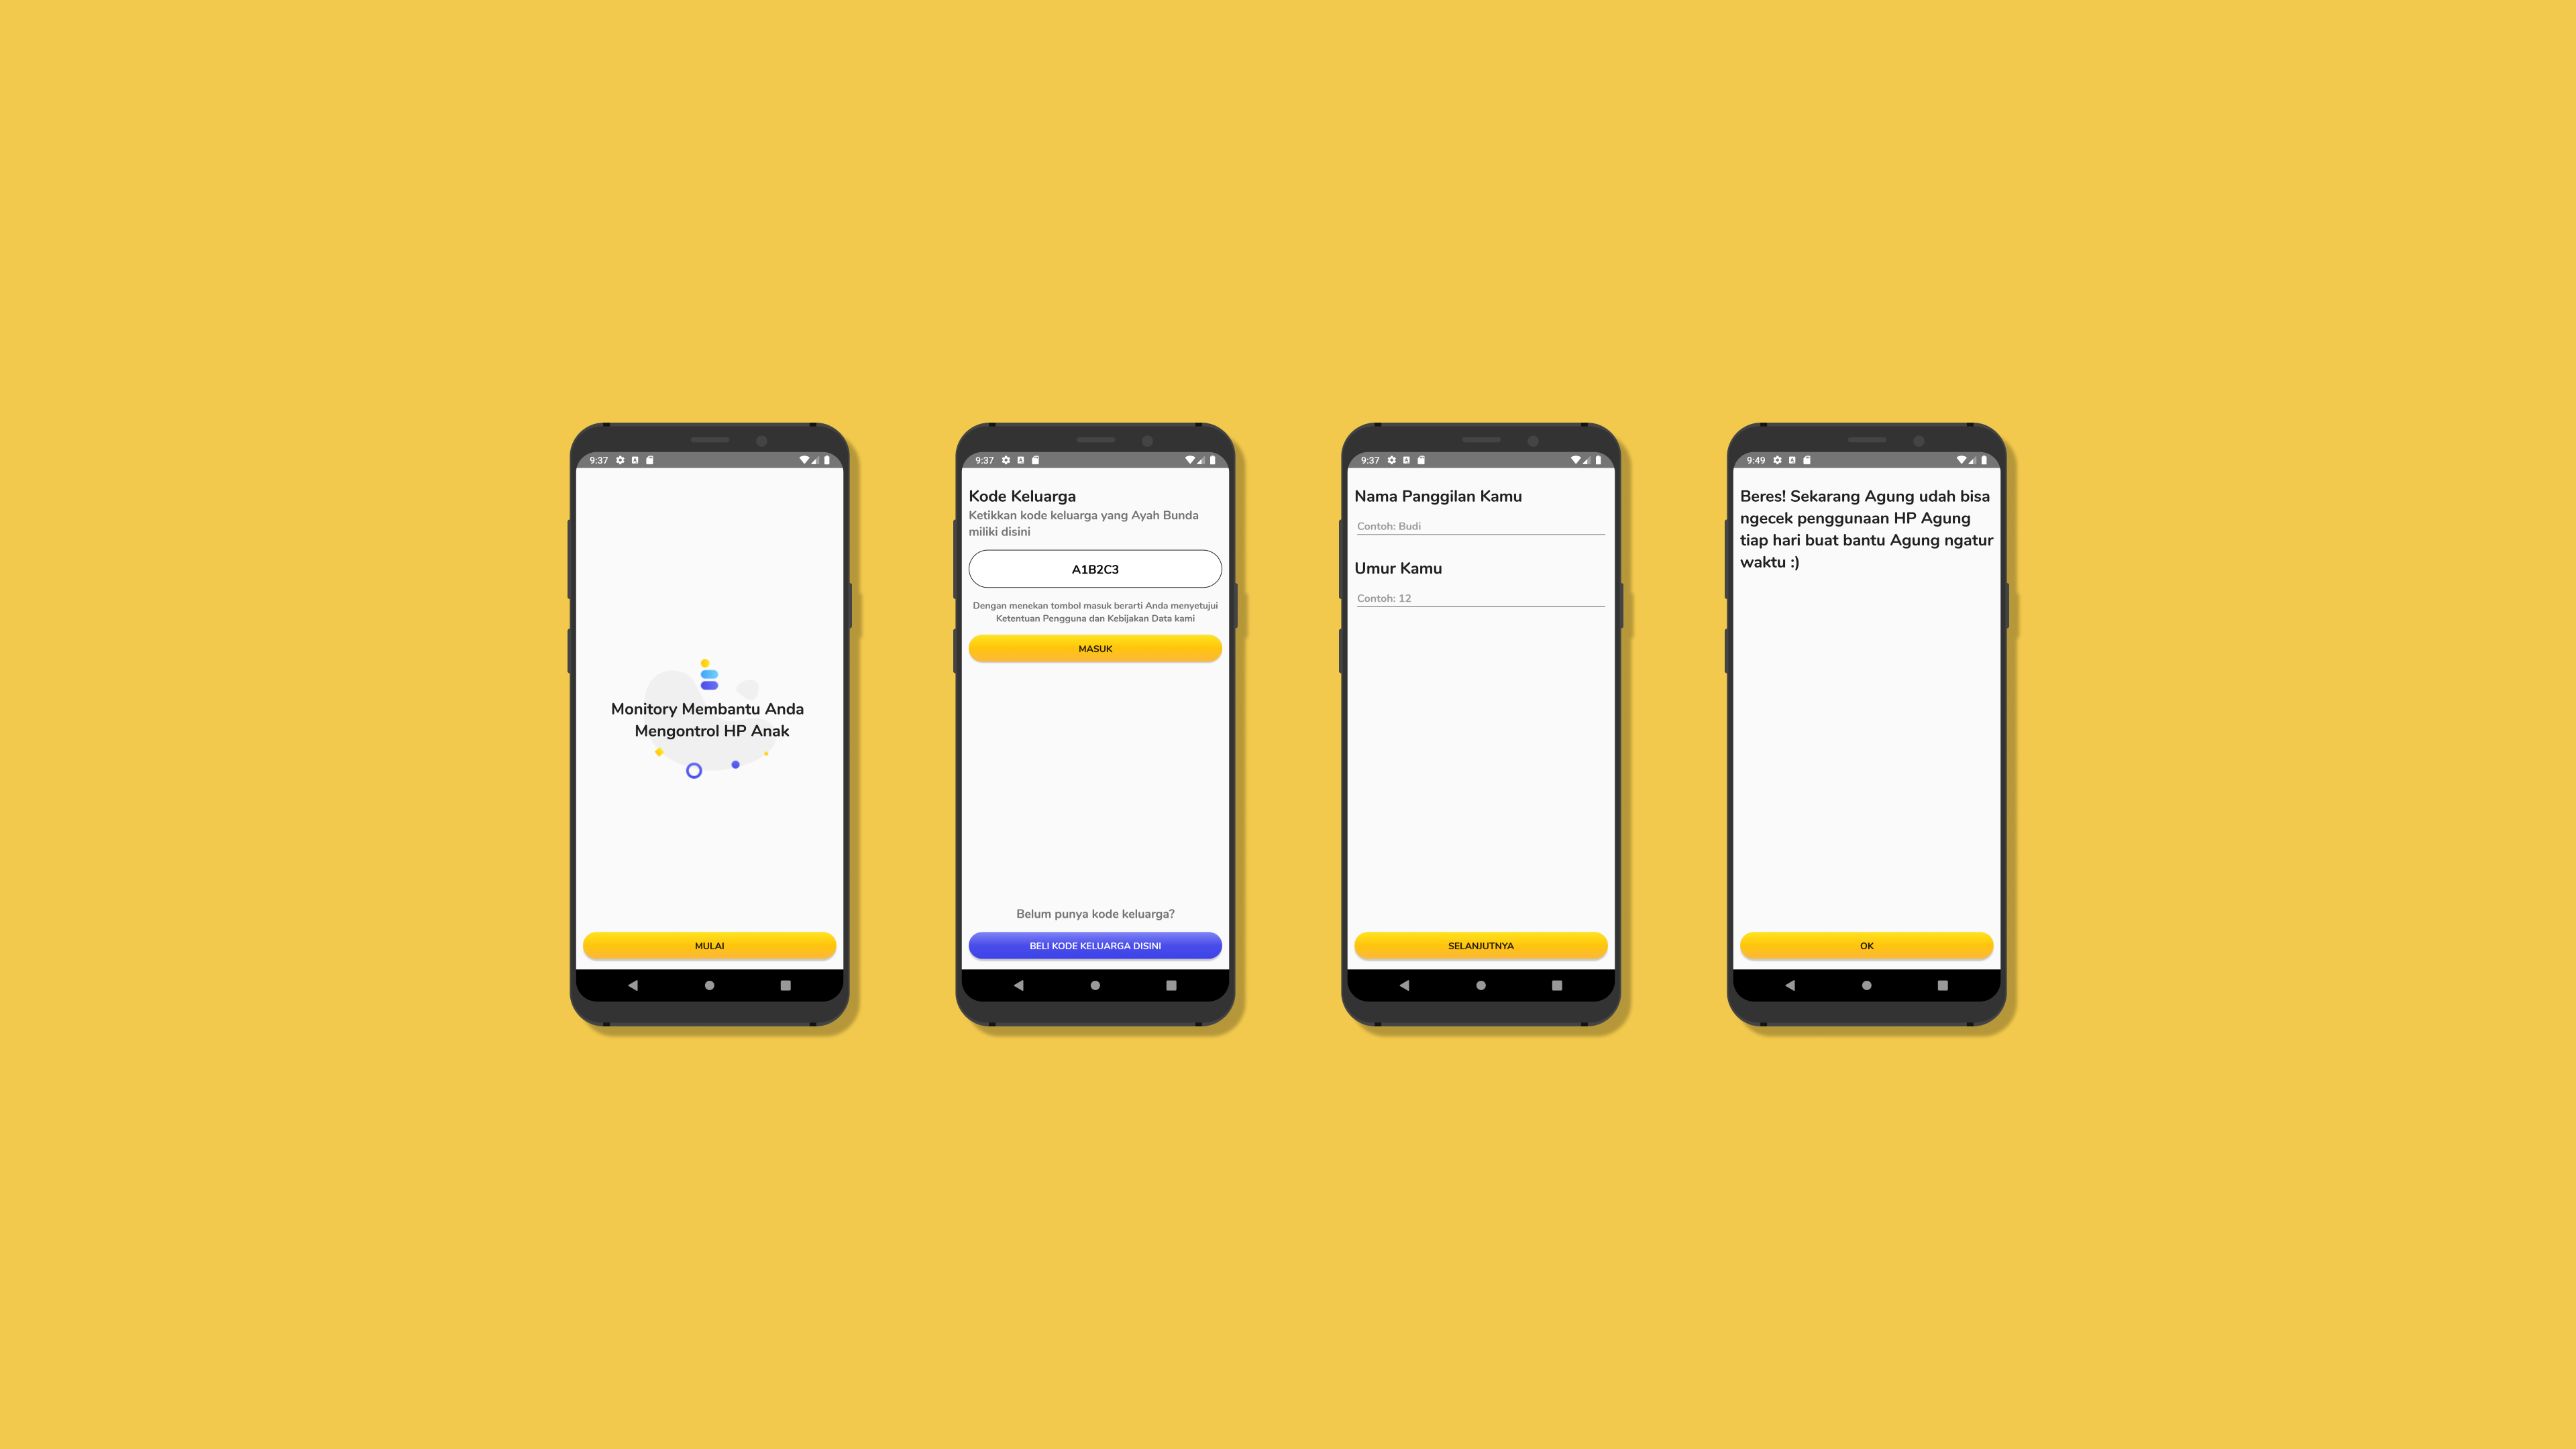 9:37
Monitory Membantu Anda
Mengontrol HP Anak
MULAI
9:37
Kode Keluarga
Ketikkan kode keluarga yang Ayah Bunda
miliki disini
A1B2C3
Dengan menekan tombol masuk berarti Anda menyetujui
Ketentuan Pengguna dan Kebijakan Data kami
MASUK
Belum punya kode keluarga?
BELI KODE KELUARGA DISINI
9:37
Nama Panggilan Kamu
Contoh: Budi
Umur Kamu
Contoh: 12
SELANJUTNYA
9:49
Beres! Sekarang Agung udah bisa
ngecek penggunaan HP Agung
tiap hari buat bantu Agung ngatur
waktu :)
OK